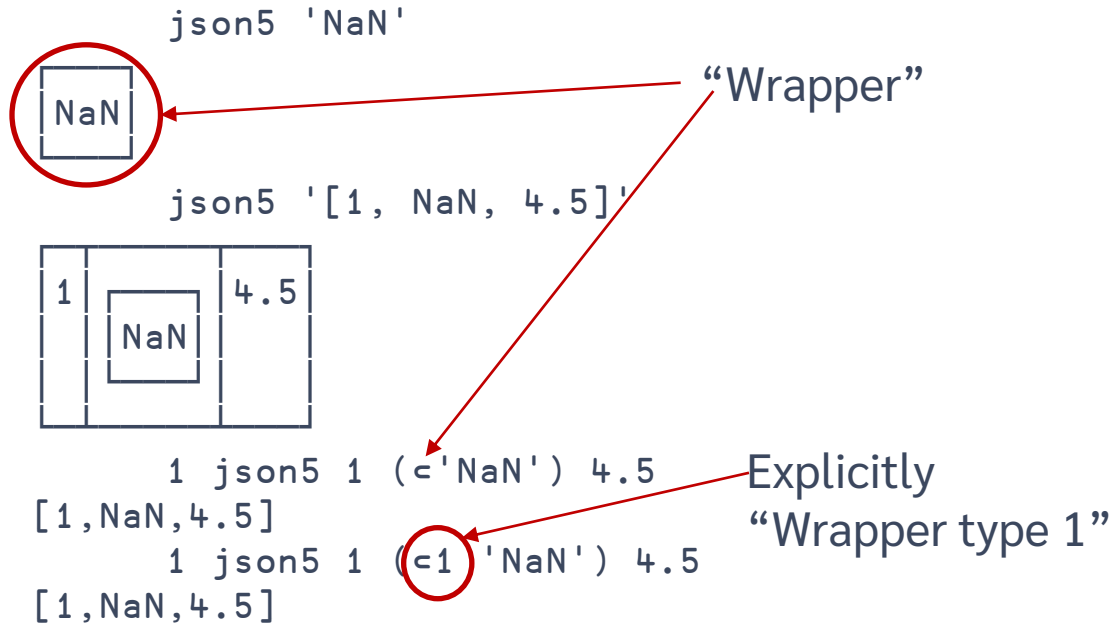 json5 'NaN'
NaN
“Wrapper”
json5 '[1, NaN, 4.5]'
1 NaN 4.5
1 json5 1 (⊂'NaN') 4.5
[1,NaN,4.5]
Explicitly
“Wrapper type 1”
1 json5 1 (⊂1 'NaN') 4.5
[1,NaN,4.5]